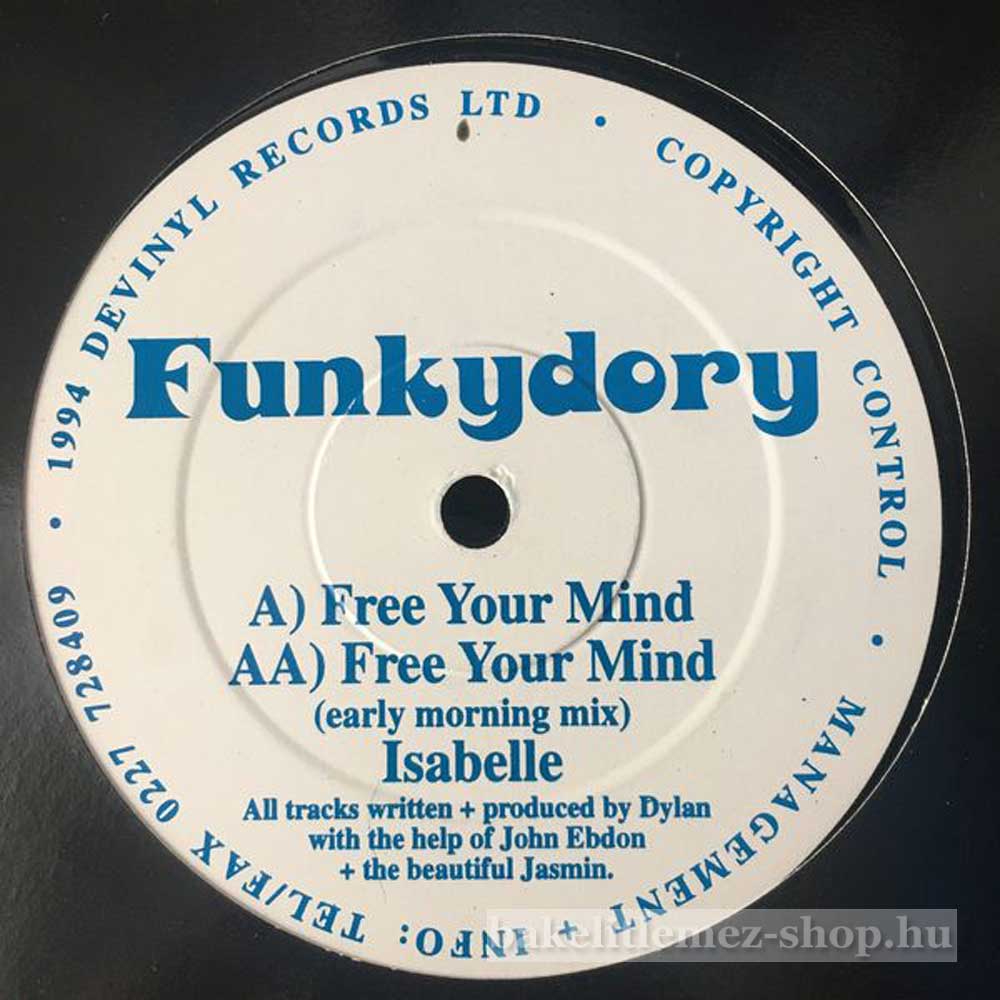 1994 DEVINYL RECORDS LTD • COPYRIGHT CONTROL • MANAGEMENT + INFO: TEL/FAX 0227 728409 •
Funkydory
A) Free Your Mind
AA) Free Your Mind
(early morning mix)
Isabelle
All tracks written + produced by Dylan
with the help of John Ebdon
+ the beautiful Jasmin.
bakelitlemez-shop.hu